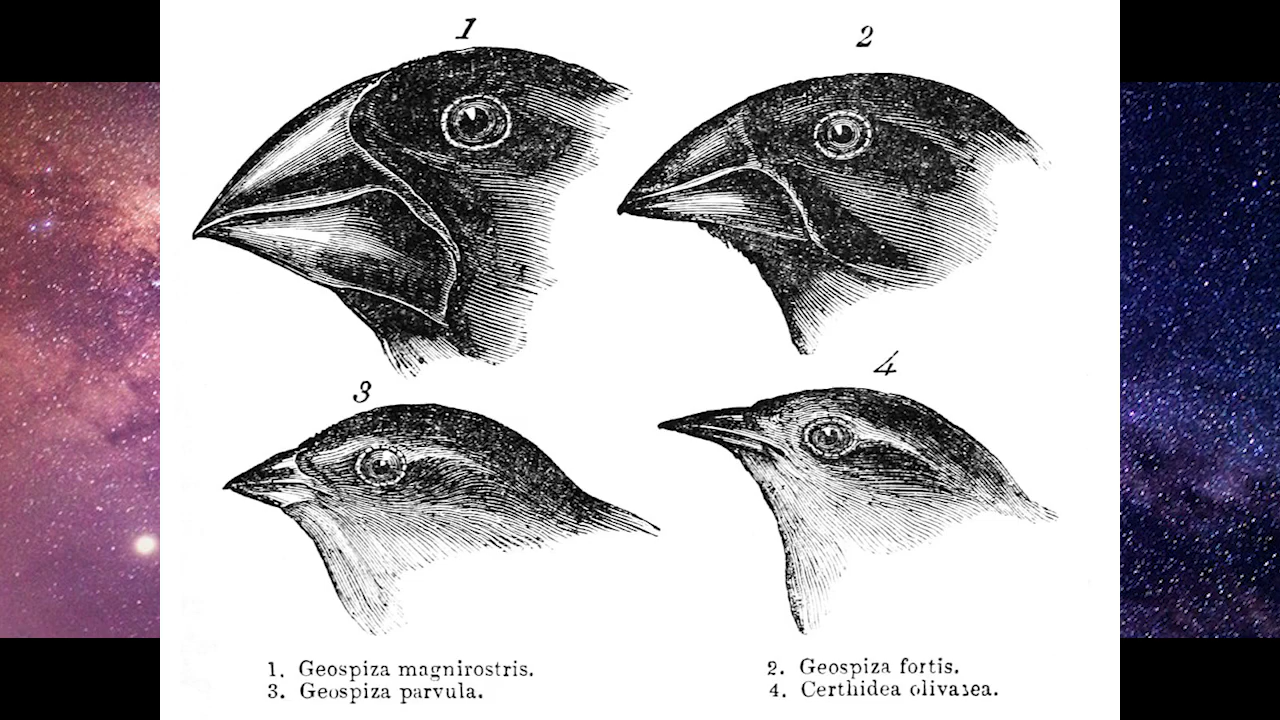 1
2
3
4
1. Geospiza magnirostris.
2. Geospiza fortis.
3. Geospiza parvula.
4. Certhidea olivasea.